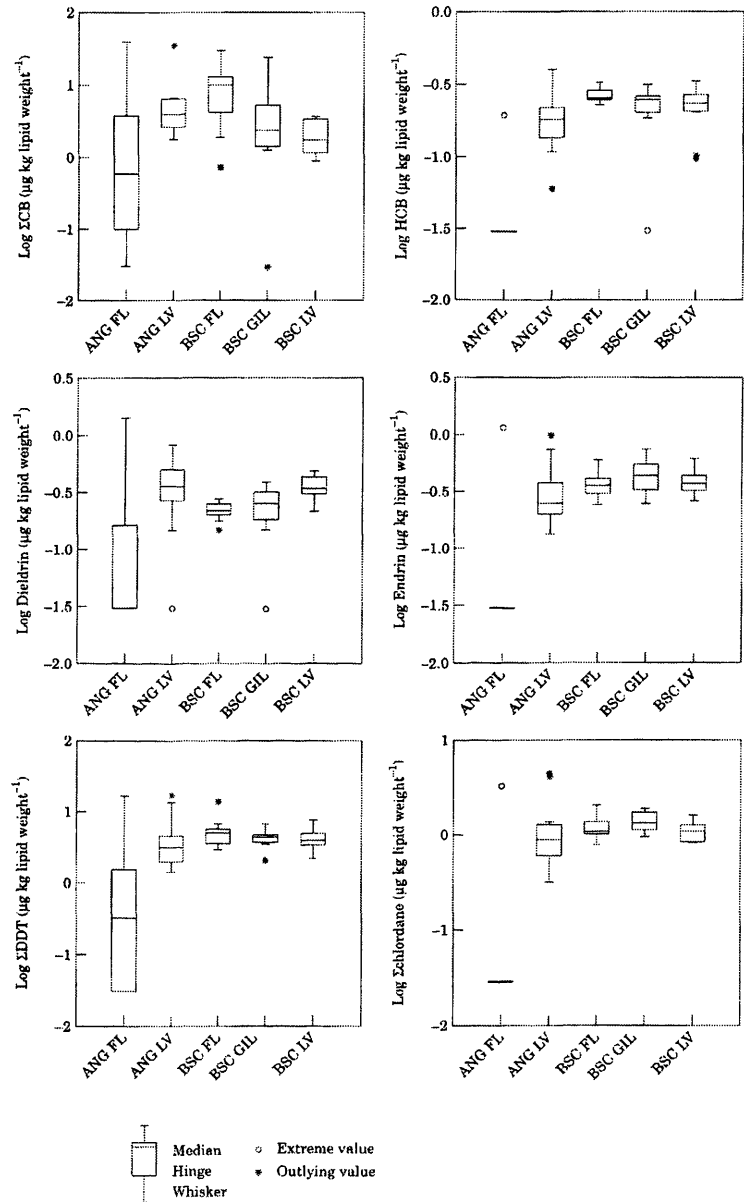 Log ΣCB (µg kg lipid weight⁻¹)
2
1
0
−1
−2
ANG FL
ANG LV
BSC FL
BSC GIL
BSC LV
Log HCB (µg kg lipid weight⁻¹)
0.0
−0.5
−1.0
−1.5
−2.0
ANG FL
ANG LV
BSC FL
BSC GIL
BSC LV
Log Dieldrin (µg kg lipid weight⁻¹)
0.5
0.0
−0.5
−1.0
−1.5
−2.0
ANG FL
ANG LV
BSC FL
BSC GIL
BSC LV
Log Endrin (µg kg lipid weight⁻¹)
0.5
0.0
−0.5
−1.0
−1.5
−2.0
ANG FL
ANG LV
BSC FL
BSC GIL
BSC LV
Log ΣDDT (µg kg lipid weight⁻¹)
2
1
0
−1
−2
ANG FL
ANG LV
BSC FL
BSC GIL
BSC LV
Log Σchlordane (µg kg lipid weight⁻¹)
1
0
−1
−2
ANG FL
ANG LV
BSC FL
BSC GIL
BSC LV
Median
Hinge
Whisker
Extreme value
Outlying value